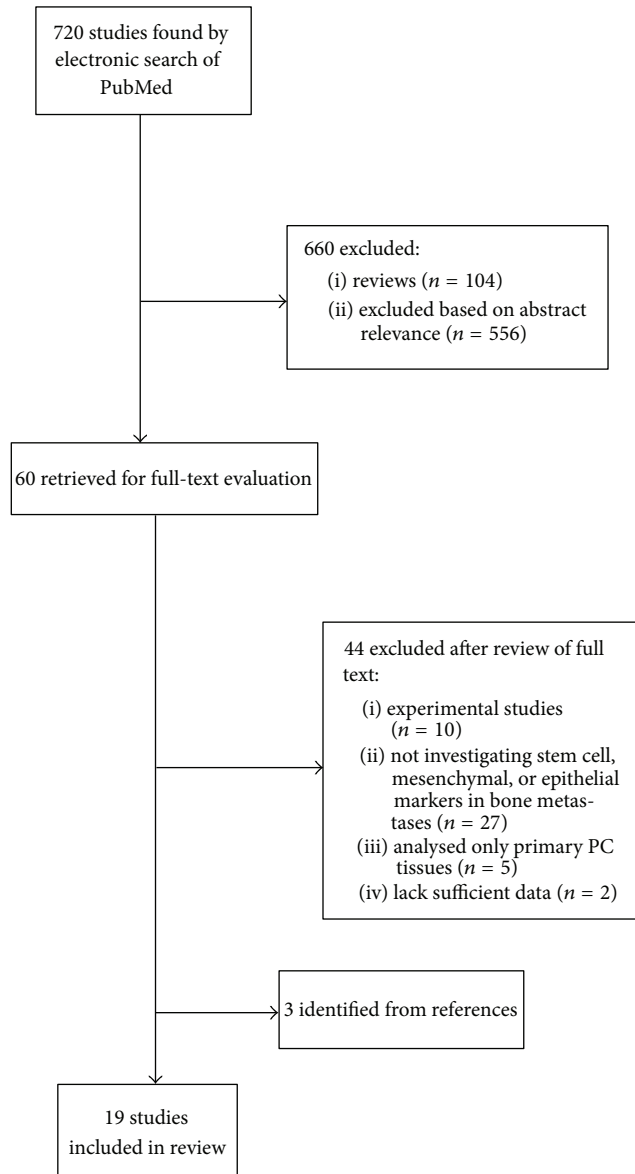 720 studies found by
electronic search of
PubMed
660 excluded:
(i) reviews (n = 104)
(ii) excluded based on abstract
relevance (n = 556)
60 retrieved for full-text evaluation
44 excluded after review of full
text:
(i) experimental studies
(n = 10)
(ii) not investigating stem cell,
mesenchymal, or epithelial
markers in bone metas-
tases (n = 27)
(iii) analysed only primary PC
tissues (n = 5)
(iv) lack sufficient data (n = 2)
3 identified from references
19 studies
included in review